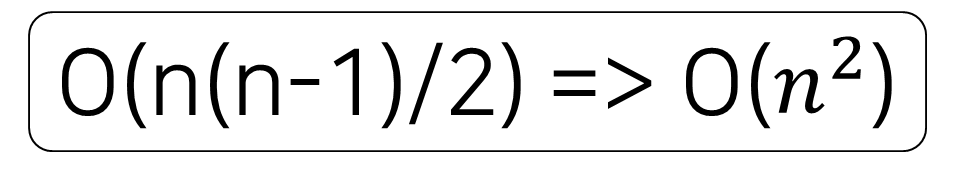 O(n(n-1)/2) => O(n²)